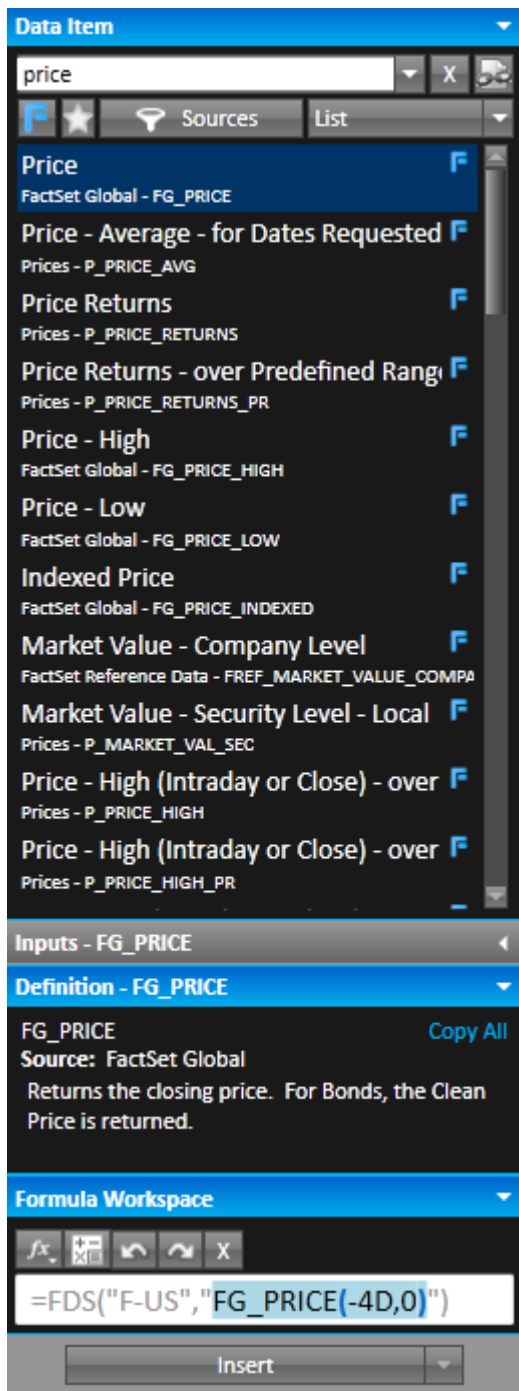 Data Item
price
X
Sources
List
Price
FactSet Global - FG_PRICE
Price - Average - for Dates Requested
Prices - P_PRICE_AVG
Price Returns
Prices - P_PRICE_RETURNS
Price Returns - over Predefined Rang
Prices - P_PRICE_RETURNS_PR
Price - High
FactSet Global - FG_PRICE_HIGH
Price - Low
FactSet Global - FG_PRICE_LOW
Indexed Price
FactSet Global - FG_PRICE_INDEXED
Market Value - Company Level
FactSet Reference Data - FREF_MARKET_VALUE_COMPA
Market Value - Security Level - Local
Prices - P_MARKET_VAL_SEC
Price - High (Intraday or Close) - over
Prices - P_PRICE_HIGH
Price - High (Intraday or Close) - over
Prices - P_PRICE_HIGH_PR
Inputs - FG_PRICE
Definition - FG_PRICE
FG_PRICE Copy All
Source: FactSet Global
Returns the closing price. For Bonds, the Clean
Price is returned.
Formula Workspace
fx X
=FDS("F-US","FG_PRICE(-4D,0)")
Insert